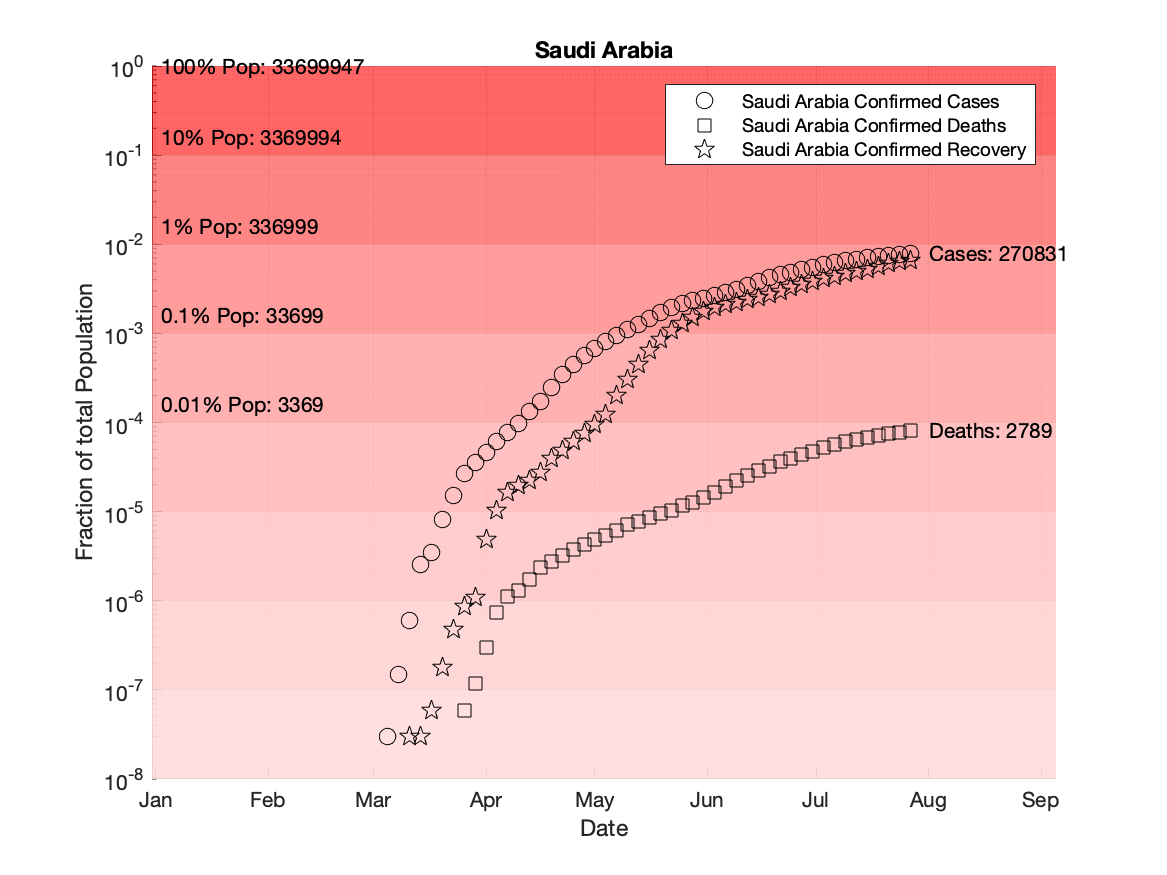 Saudi Arabia
10^0
100% Pop: 33699947
Saudi Arabia Confirmed Cases
Saudi Arabia Confirmed Deaths
Saudi Arabia Confirmed Recovery
10% Pop: 3369994
10^-1
1% Pop: 336999
10^-2
Cases: 270831
0.1% Pop: 33699
10^-3
0.01% Pop: 3369
10^-4
Deaths: 2789
10^-5
10^-6
10^-7
10^-8
Fraction of total Population
Jan Feb Mar Apr May Jun Jul Aug Sep
Date